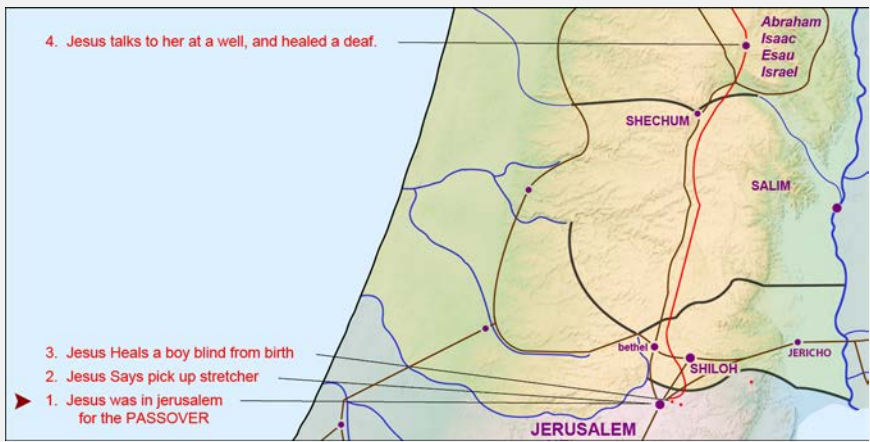 4. Jesus talks to her at a well, and healed a deaf.
Abraham
Isaac
Esau
Israel
SHECHUM
SALIM
3. Jesus Heals a boy blind from birth
2. Jesus Says pick up stretcher
1. Jesus was in jerusalem
for the PASSOVER
bethel
SHILOH
JERICHO
JERUSALEM